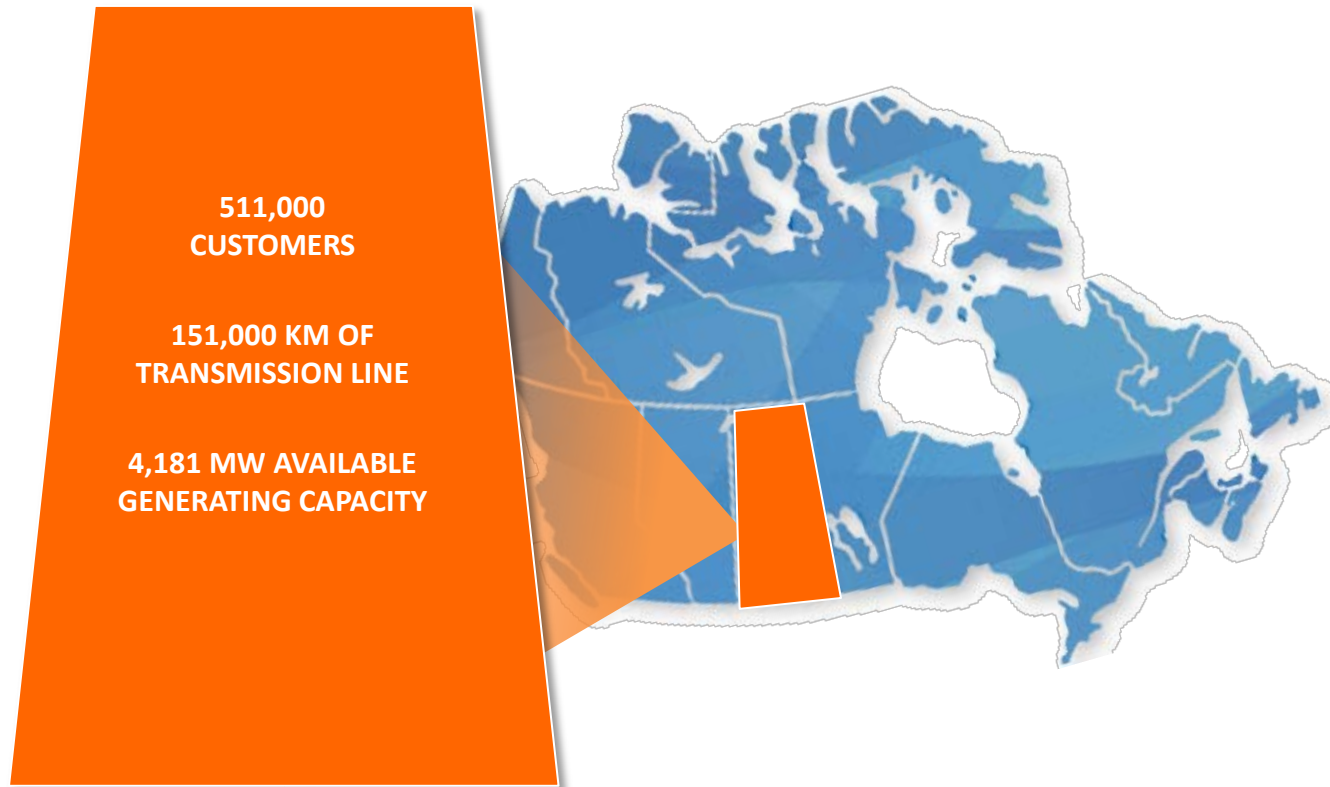 511,000
CUSTOMERS
151,000 KM OF
TRANSMISSION LINE
4,181 MW AVAILABLE
GENERATING CAPACITY